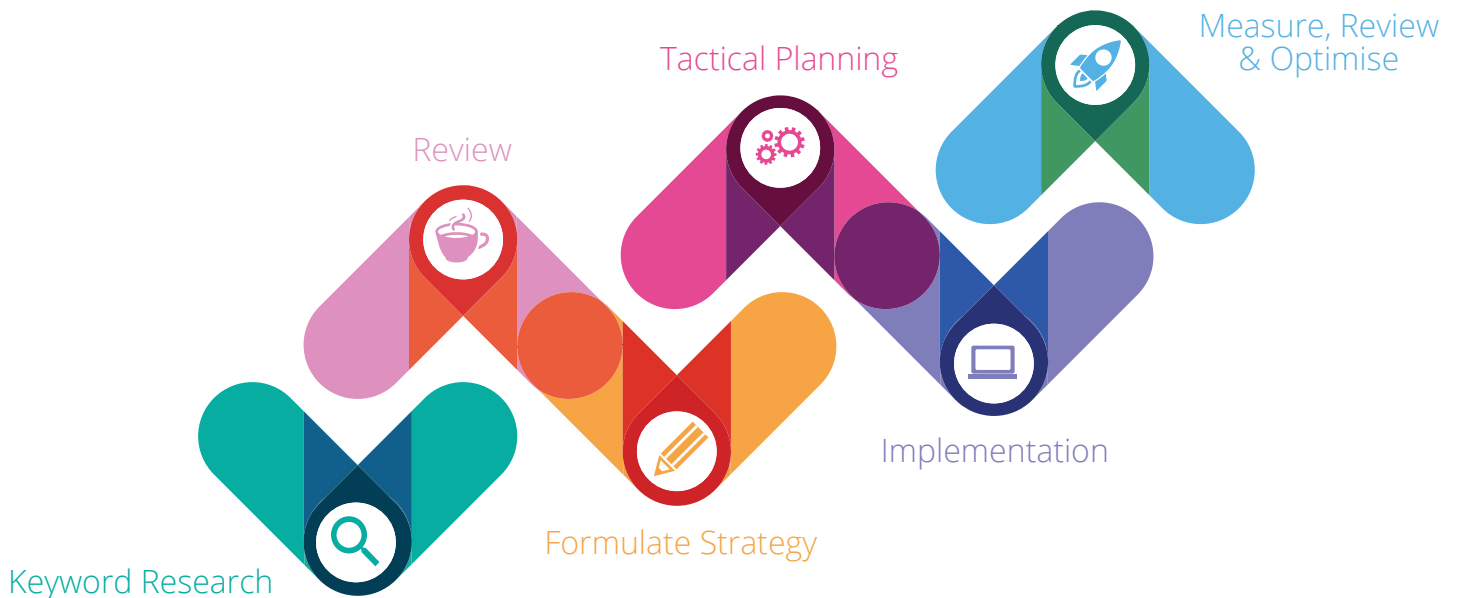 Keyword Research
Review
Formulate Strategy
Tactical Planning
Implementation
Measure, Review
& Optimise